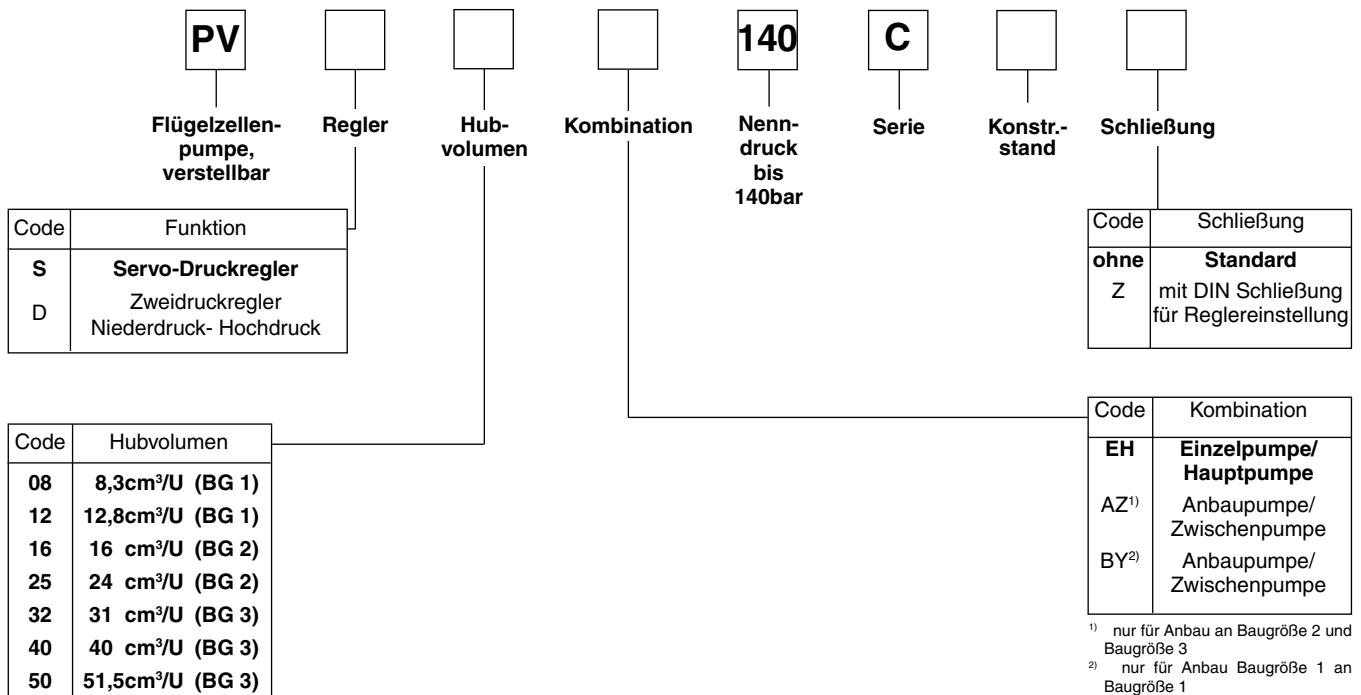 PV 140 C
Flügelzellen-
pumpe,
verstellbar
Regler
Hub-
volumen
Kombination
Nenn-
druck
bis
140bar
Serie
Konstr.-
stand
Schließung
Code Funktion
S Servo-Druckregler
D Zweidruckregler
Niederdruck- Hochdruck
Code Schließung
ohne Standard
Z mit DIN Schließung
für Reglereinstellung
Code Hubvolumen
08 8,3cm³/U (BG 1)
12 12,8cm³/U (BG 1)
16 16 cm³/U (BG 2)
25 24 cm³/U (BG 2)
32 31 cm³/U (BG 3)
40 40 cm³/U (BG 3)
50 51,5cm³/U (BG 3)
Code Kombination
EH Einzelpumpe/
Hauptpumpe
AZ¹⁾ Anbaupumpe/
Zwischenpumpe
BY²⁾ Anbaupumpe/
Zwischenpumpe
¹⁾ nur für Anbau an Baugröße 2 und
Baugröße 3
²⁾ nur für Anbau Baugröße 1 an
Baugröße 1